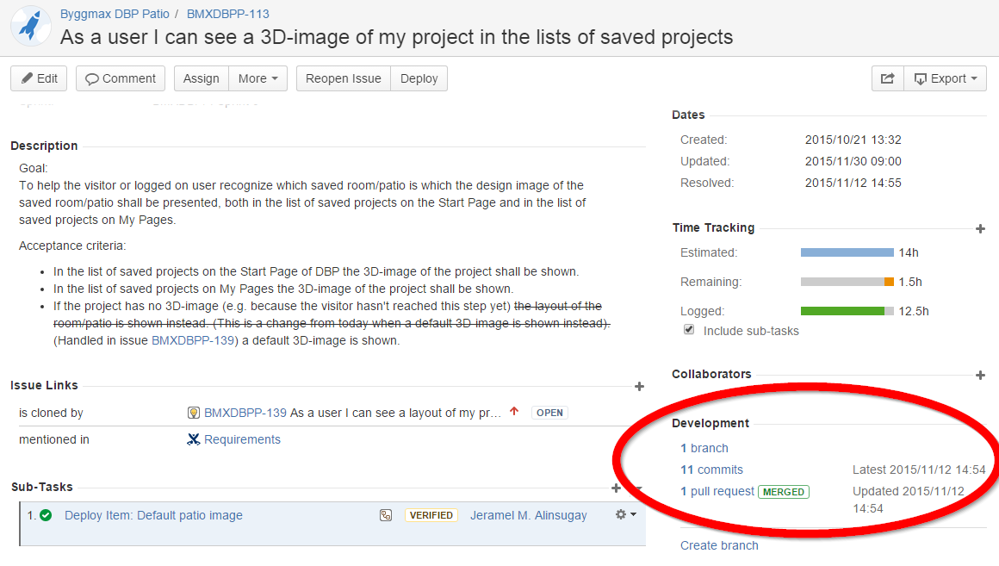 Byggmax DBP Patio / BMXDBPP-113
As a user I can see a 3D-image of my project in the lists of saved projects
Edit Comment Assign More Reopen Issue Deploy Export
Description
Goal:
To help the visitor or logged on user recognize which saved room/patio is which the design image of the
saved room/patio shall be presented, both in the list of saved projects on the Start Page and in the list of
saved projects on My Pages.
Acceptance criteria:
• In the list of saved projects on the Start Page of DBP the 3D-image of the project shall be shown.
• In the list of saved projects on My Pages the 3D-image of the project shall be shown.
• If the project has no 3D-image (e.g. because the visitor hasn't reached this step yet) the layout of the
room/patio is shown instead. (This is a change from today when a default 3D image is shown instead).
(Handled in issue BMXDBPP-139) a default 3D-image is shown.
Issue Links
is cloned by BMXDBPP-139 As a user I can see a layout of my pr... OPEN
mentioned in Requirements
Sub-Tasks
1. Deploy Item: Default patio image VERIFIED Jeramel M. Alinsugay
Dates
Created: 2015/10/21 13:32
Updated: 2015/11/30 09:00
Resolved: 2015/11/12 14:55
Time Tracking
Estimated: 14h
Remaining: 1.5h
Logged: 12.5h
Include sub-tasks
Collaborators
Development
1 branch
11 commits Latest 2015/11/12 14:54
1 pull request MERGED Updated 2015/11/12
14:54
Create branch